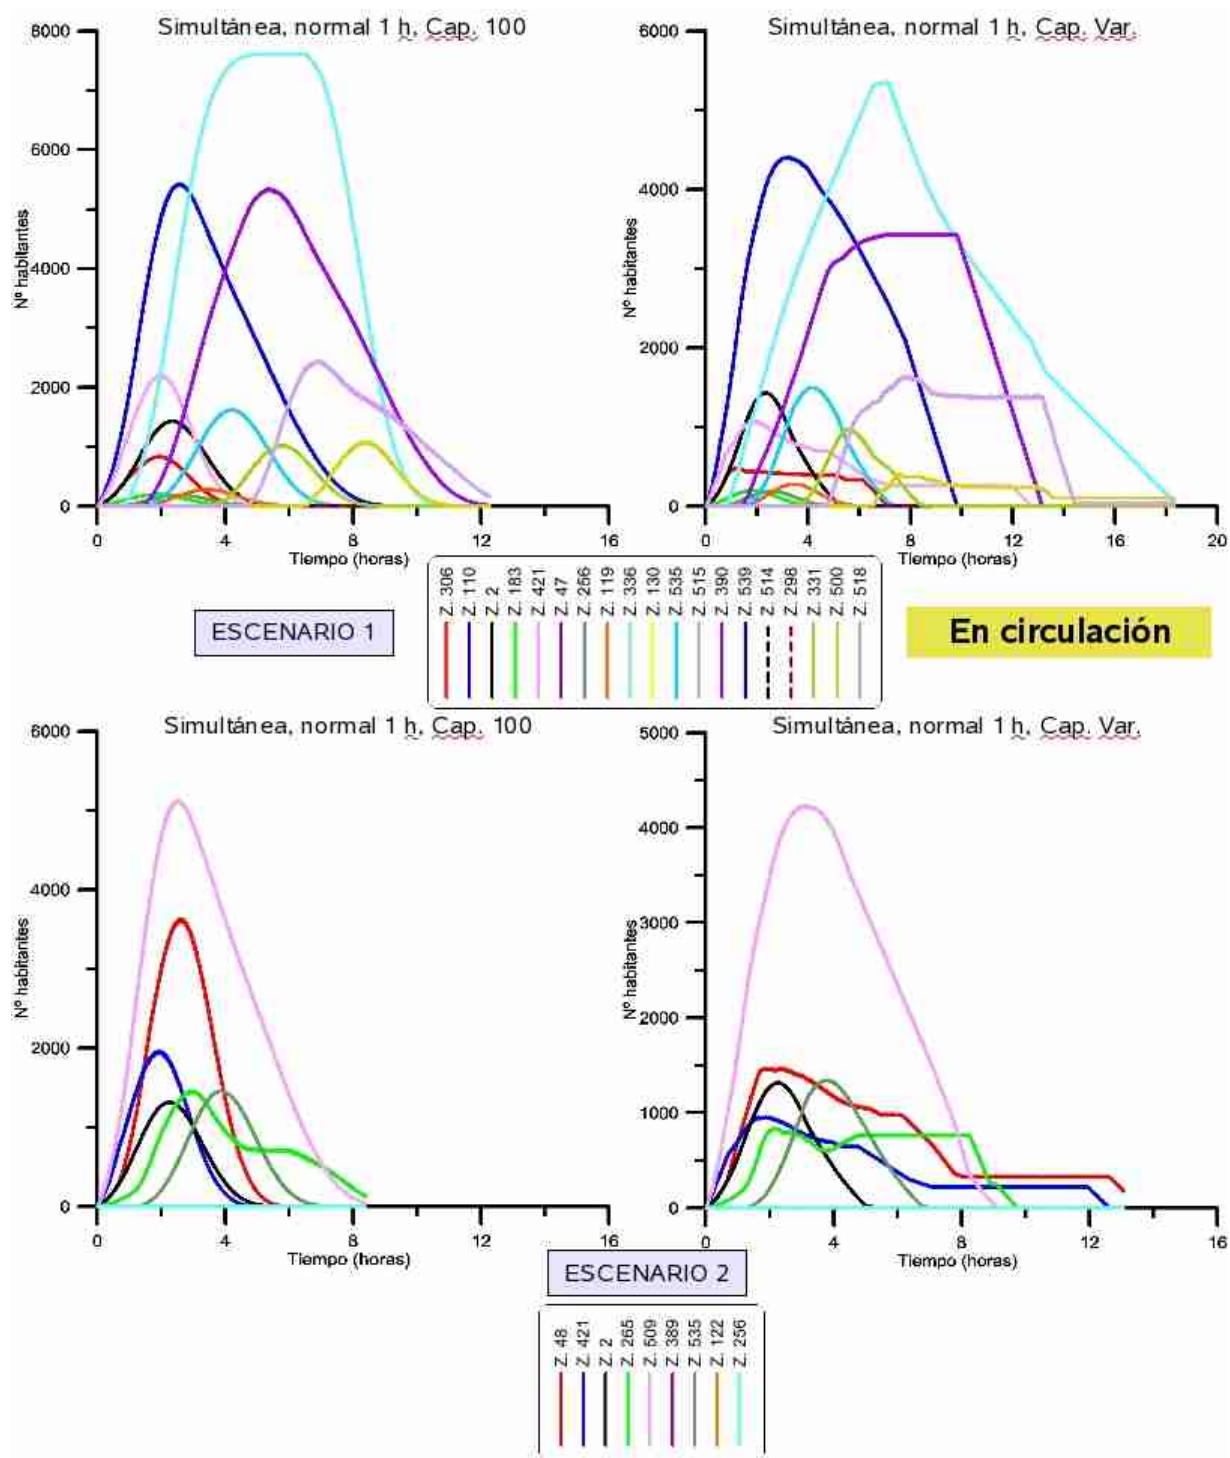 Simultánea, normal 1 h, Cap. 100
8000
6000
4000
2000
0
Nº habitantes
0 4 8 12 16
Tiempo (horas)
Simultánea, normal 1 h, Cap. Var.
6000
4000
2000
0
Nº habitantes
0 4 8 12 16 20
Tiempo (horas)
ESCENARIO 1
Z. 306
Z. 110
Z. 2
Z. 183
Z. 421
Z. 47
Z. 256
Z. 119
Z. 336
Z. 130
Z. 535
Z. 515
Z. 390
Z. 539
Z. 514
Z. 298
Z. 331
Z. 500
Z. 518
En circulación
Simultánea, normal 1 h, Cap. 100
6000
4000
2000
0
Nº habitantes
0 4 8 12 16
Tiempo (horas)
Simultánea, normal 1 h, Cap. Var.
5000
4000
3000
2000
1000
0
Nº habitantes
0 4 8 12 16
Tiempo (horas)
ESCENARIO 2
Z. 48
Z. 421
Z. 2
Z. 265
Z. 509
Z. 389
Z. 535
Z. 122
Z. 256